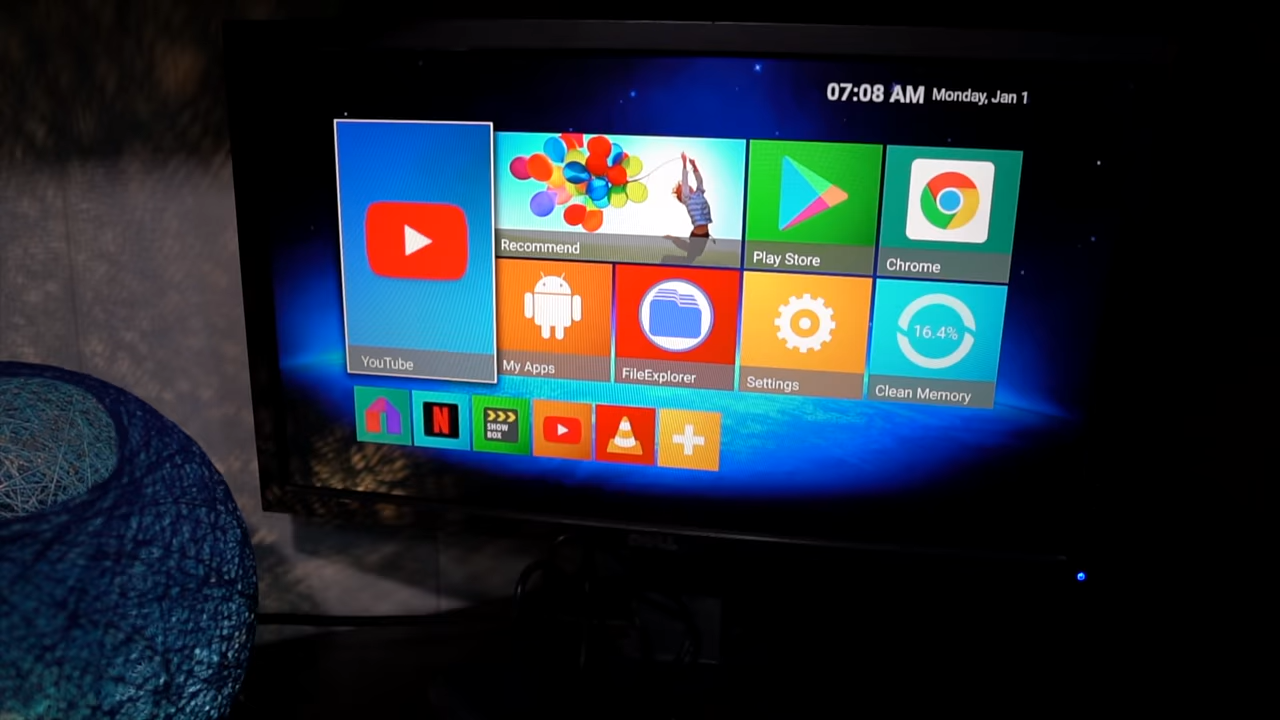 07:08 AM Monday, Jan 1
YouTube
Recommend
Play Store
Chrome
My Apps
FileExplorer
Settings
16.4%
Clean Memory
N
SHOW
BOX